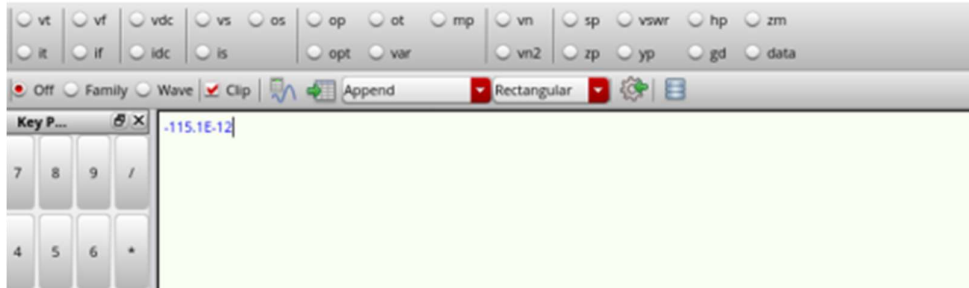 vt vf vdc vs os op ot mp vn sp vswr hp zm
it if idc is opt var vn2 zp yp gd data
Off Family Wave Clip Append Rectangular
Key P...
-115.1E-12
7 8 9 /
4 5 6 *